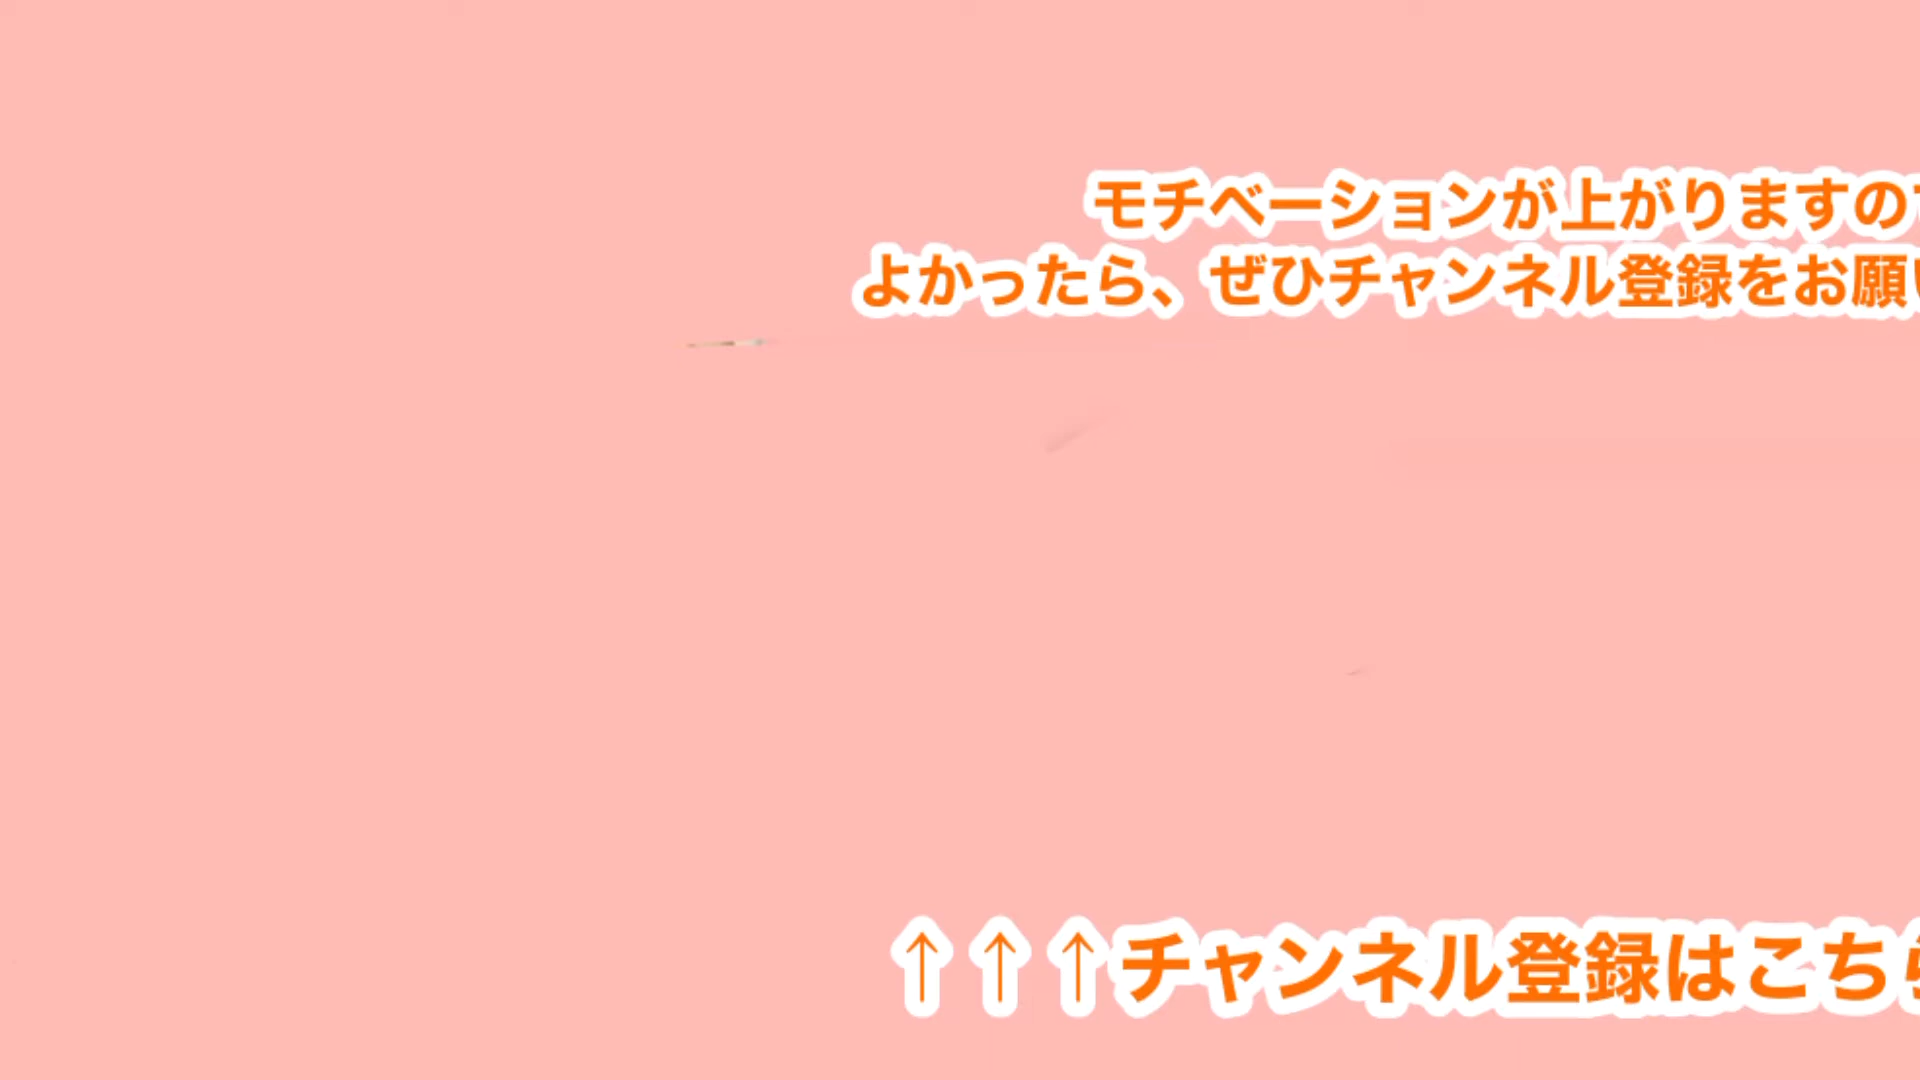 モチベーションが上がりますの
よかったら、ぜひチャンネル登録をお願
↑↑↑チャンネル登録はこち